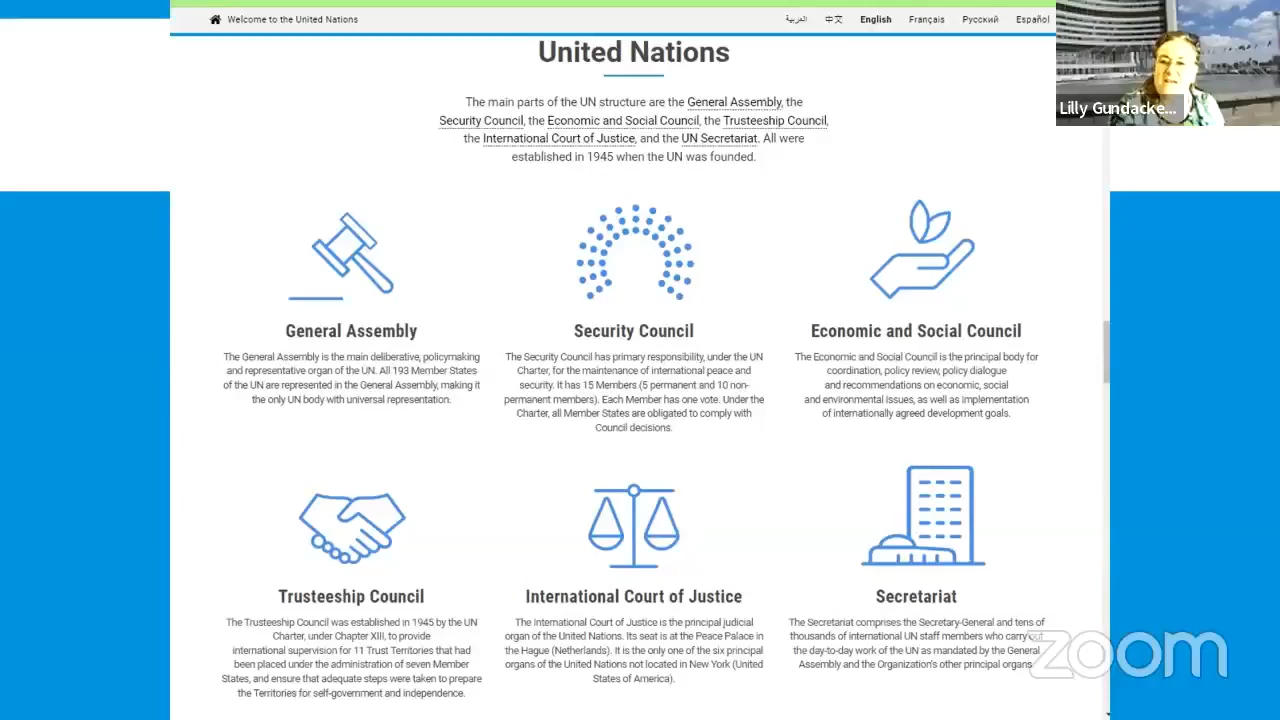 Welcome to the United Nations
العربية
中文
English
Français
Русский
Español
United Nations
The main parts of the UN structure are the General Assembly, the
Security Council, the Economic and Social Council, the Trusteeship Council,
the International Court of Justice, and the UN Secretariat. All were
established in 1945 when the UN was founded.
General Assembly
The General Assembly is the main deliberative, policymaking
and representative organ of the UN. All 193 Member States
of the UN are represented in the General Assembly, making it
the only UN body with universal representation.
Security Council
The Security Council has primary responsibility, under the UN
Charter, for the maintenance of international peace and
security. It has 15 Members (5 permanent and 10 non-
permanent members). Each Member has one vote. Under the
Charter, all Member States are obligated to comply with
Council decisions.
Economic and Social Council
The Economic and Social Council is the principal body for
coordination, policy review, policy dialogue
and recommendations on economic, social
and environmental issues, as well as implementation
of internationally agreed development goals.
Trusteeship Council
The Trusteeship Council was established in 1945 by the UN
Charter, under Chapter XIII, to provide
international supervision for 11 Trust Territories that had
been placed under the administration of seven Member
States, and ensure that adequate steps were taken to prepare
the Territories for self-government and independence.
International Court of Justice
The International Court of Justice is the principal judicial
organ of the United Nations. Its seat is at the Peace Palace in
the Hague (Netherlands). It is the only one of the six principal
organs of the United Nations not located in New York (United
States of America).
Secretariat
The Secretariat comprises the Secretary-General and tens of
thousands of international UN staff members who carry out
the day-to-day work of the UN as mandated by the General
Assembly and the Organization's other principal organs.
Lilly Gundacke...
zoom